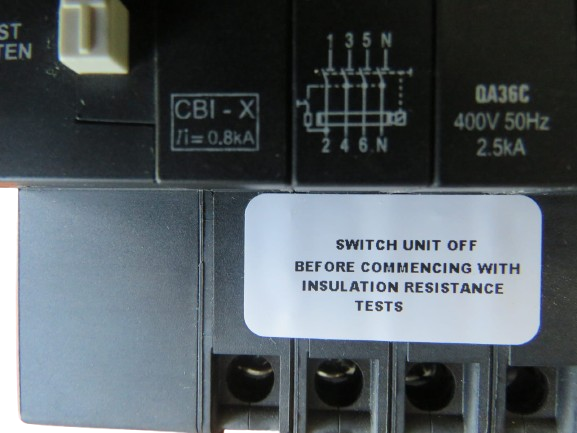 ST
TEN
CBI - X
Ii = 0.8kA
1 3 5 N
2 4 6 N
QA36C
400V 50Hz
2.5kA
SWITCH UNIT OFF
BEFORE COMMENCING WITH
INSULATION RESISTANCE
TESTS